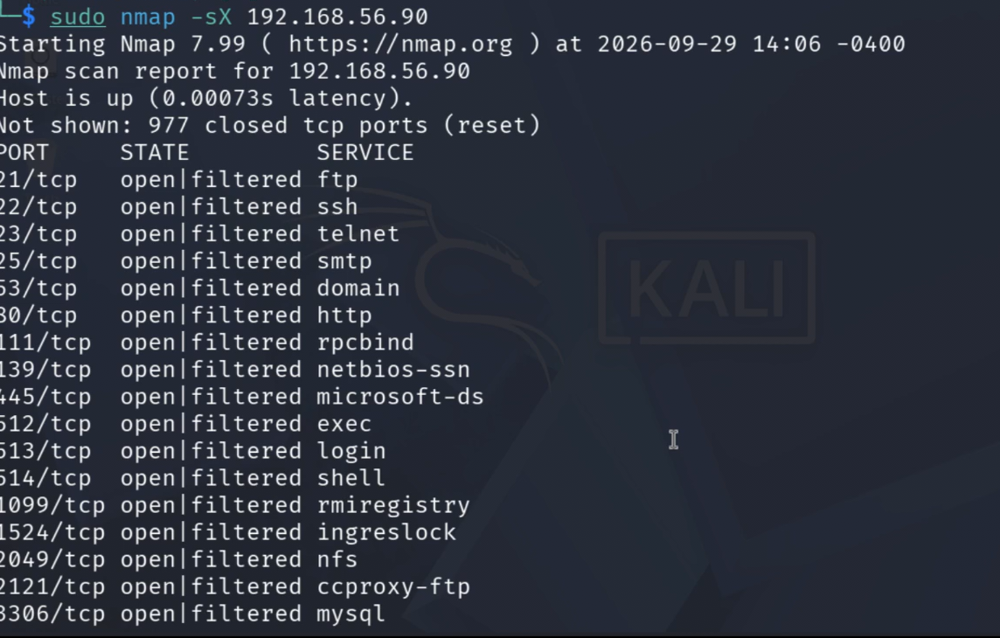 └─$ sudo nmap -sX 192.168.56.90
Starting Nmap 7.99 ( https://nmap.org ) at 2026-09-29 14:06 -0400
Nmap scan report for 192.168.56.90
Host is up (0.00073s latency).
Not shown: 977 closed tcp ports (reset)
PORT     STATE         SERVICE
21/tcp   open|filtered ftp
22/tcp   open|filtered ssh
23/tcp   open|filtered telnet
25/tcp   open|filtered smtp
53/tcp   open|filtered domain
80/tcp   open|filtered http
111/tcp  open|filtered rpcbind
139/tcp  open|filtered netbios-ssn
445/tcp  open|filtered microsoft-ds
512/tcp  open|filtered exec
513/tcp  open|filtered login
514/tcp  open|filtered shell
1099/tcp open|filtered rmiregistry
1524/tcp open|filtered ingreslock
2049/tcp open|filtered nfs
2121/tcp open|filtered ccproxy-ftp
3306/tcp open|filtered mysql
KALI